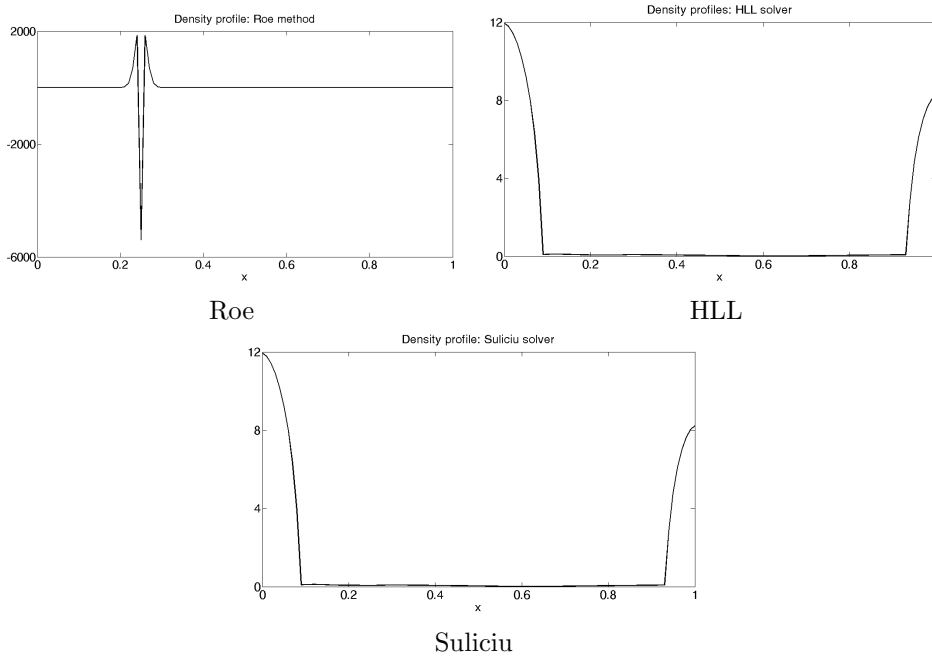 Density profile: Roe method
2000
-2000
-6000
0 0.2 0.4 0.6 0.8 1
x
Roe
Density profiles: HLL solver
12
8
4
0
0 0.2 0.4 0.6 0.8
x
HLL
Density profile: Suliciu solver
12
8
4
0
0 0.2 0.4 0.6 0.8 1
x
Suliciu